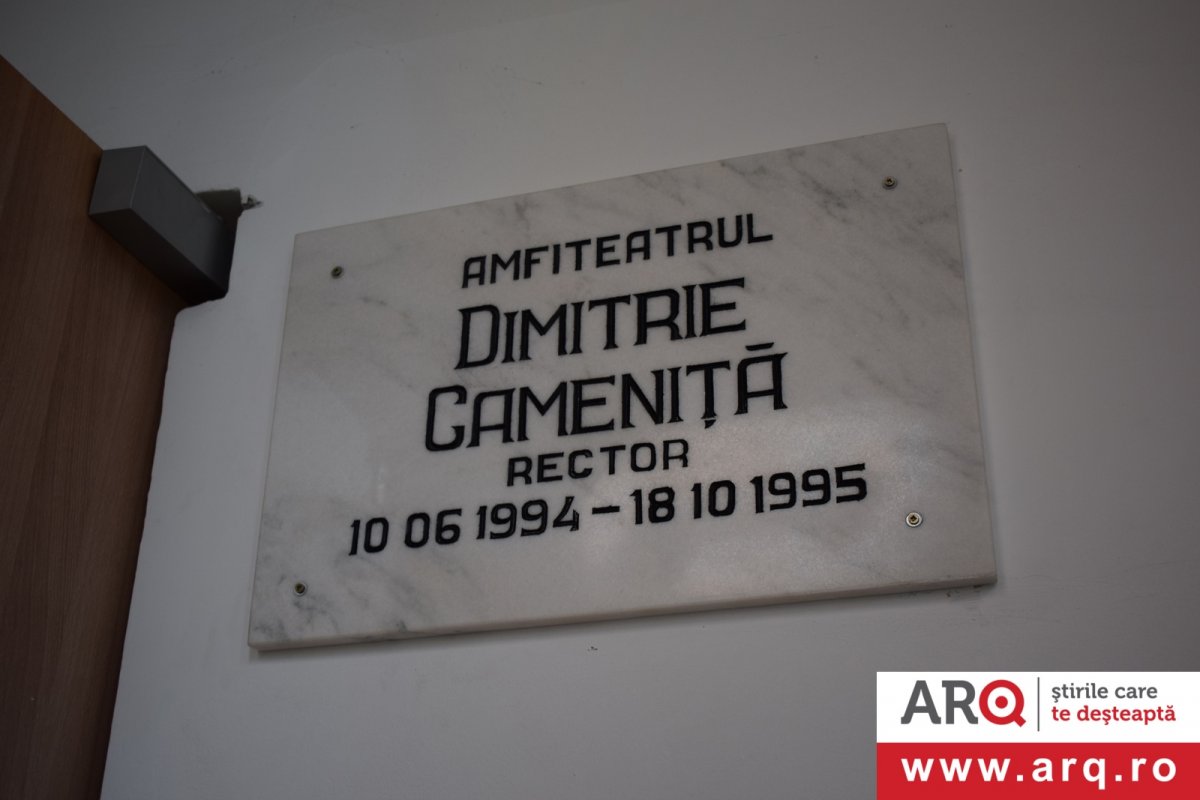 AMFITEATRUL
DIMITRIE
CAMENIȚĂ
RECTOR
10 06 1994 – 18 10 1995
ARQ
știrile care
te deșteaptă
www.arq.ro